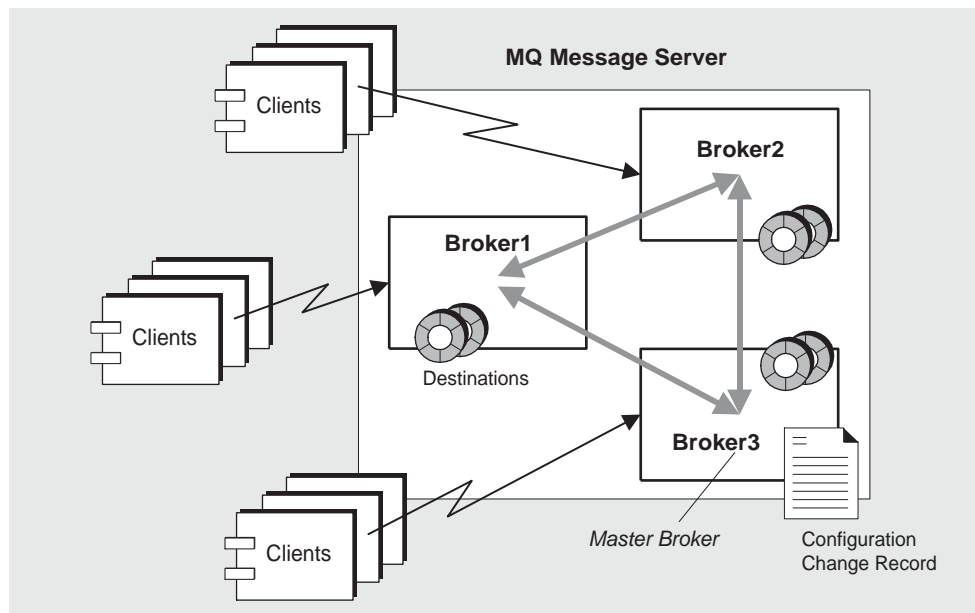 MQ Message Server
Clients
Broker2
Broker1
Clients
Destinations
Broker3
Clients
Master Broker
Configuration
Change Record